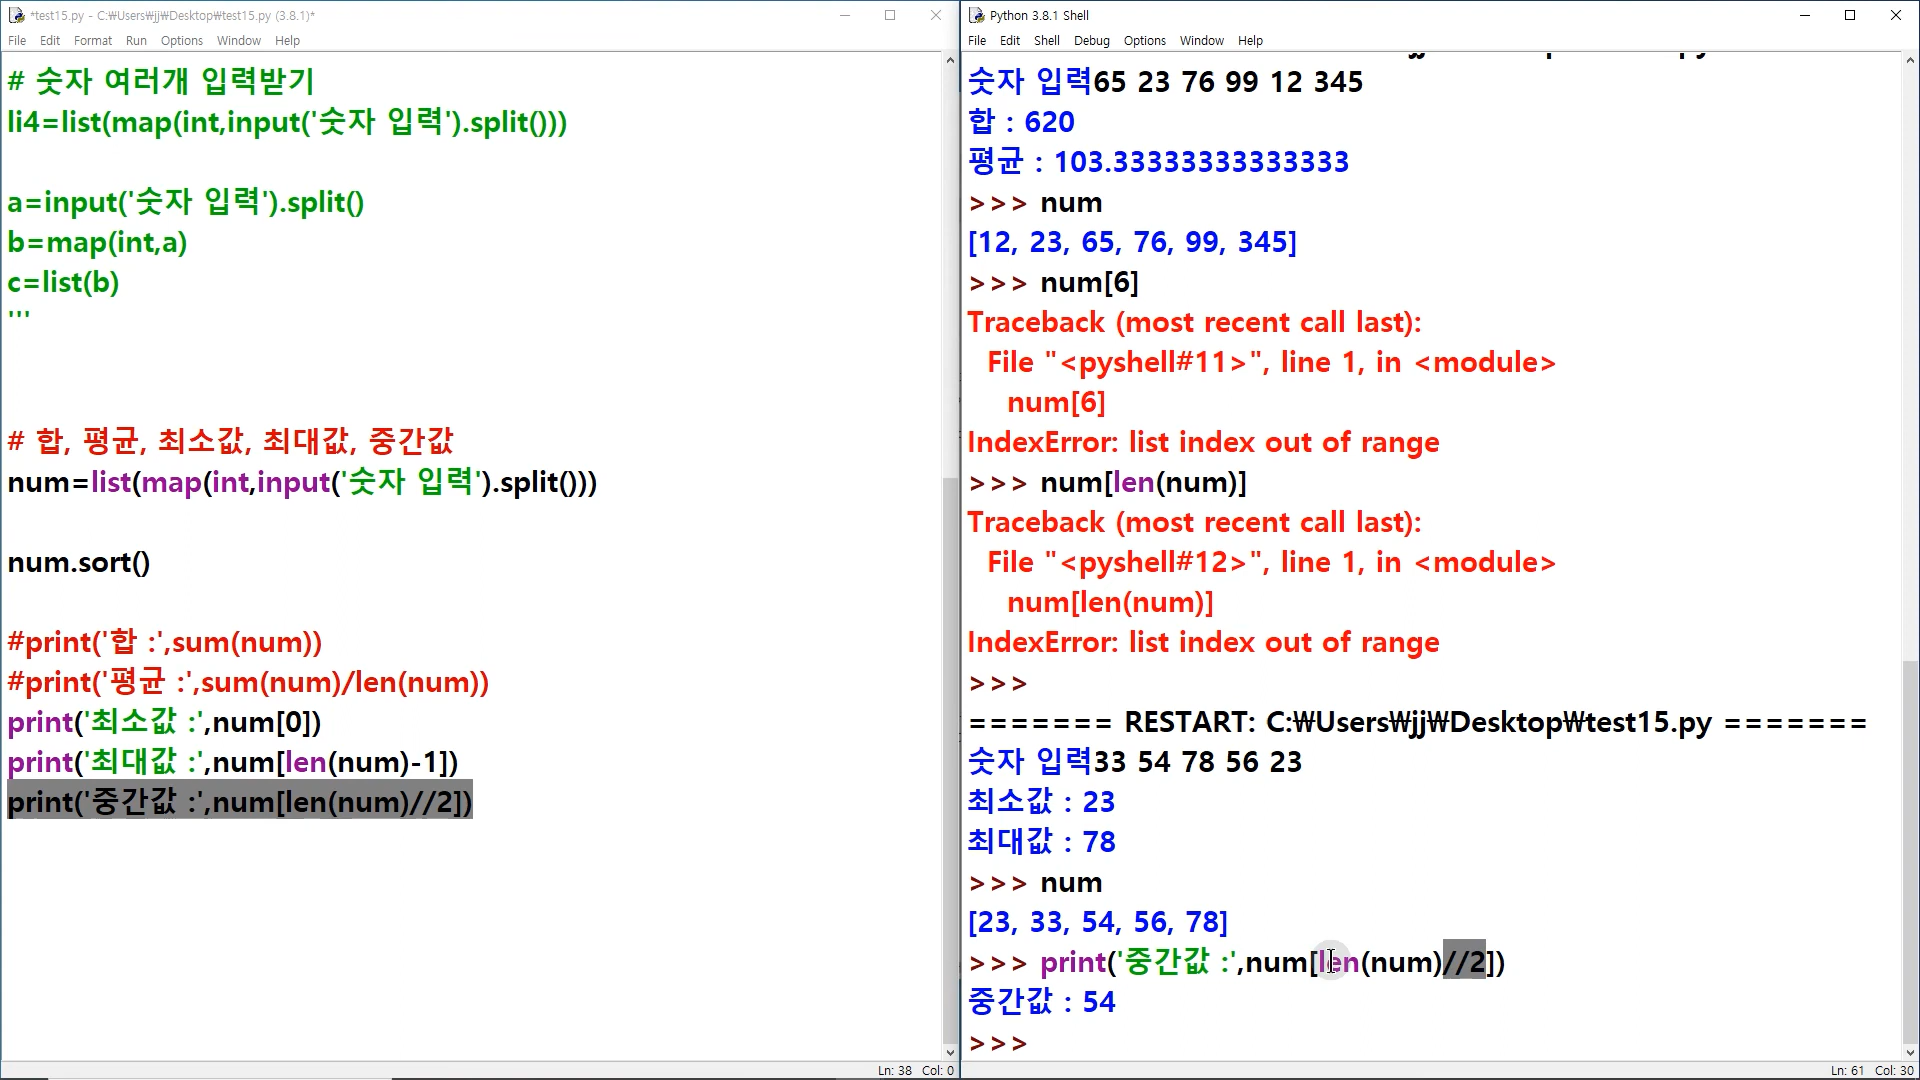 *test15.py - C:₩Users₩jj₩Desktop₩test15.py (3.8.1)*
File Edit Format Run Options Window Help
# 숫자 여러개 입력받기
li4=list(map(int,input('숫자 입력').split()))
a=input('숫자 입력').split()
b=map(int,a)
c=list(b)
'''
# 합, 평균, 최소값, 최대값, 중간값
num=list(map(int,input('숫자 입력').split()))
num.sort()
#print('합 :',sum(num))
#print('평균 :',sum(num)/len(num))
print('최소값 :',num[0])
print('최대값 :',num[len(num)-1])
print('중간값 :',num[len(num)//2])
Ln: 38 Col: 0
Python 3.8.1 Shell
File Edit Shell Debug Options Window Help
숫자 입력65 23 76 99 12 345
합 : 620
평균 : 103.33333333333333
>>> num
[12, 23, 65, 76, 99, 345]
>>> num[6]
Traceback (most recent call last):
File "<pyshell#11>", line 1, in <module>
num[6]
IndexError: list index out of range
>>> num[len(num)]
Traceback (most recent call last):
File "<pyshell#12>", line 1, in <module>
num[len(num)]
IndexError: list index out of range
>>>
======= RESTART: C:₩Users₩jj₩Desktop₩test15.py =======
숫자 입력33 54 78 56 23
최소값 : 23
최대값 : 78
>>> num
[23, 33, 54, 56, 78]
>>> print('중간값 :',num[len(num)//2])
중간값 : 54
>>>
Ln: 61 Col: 30